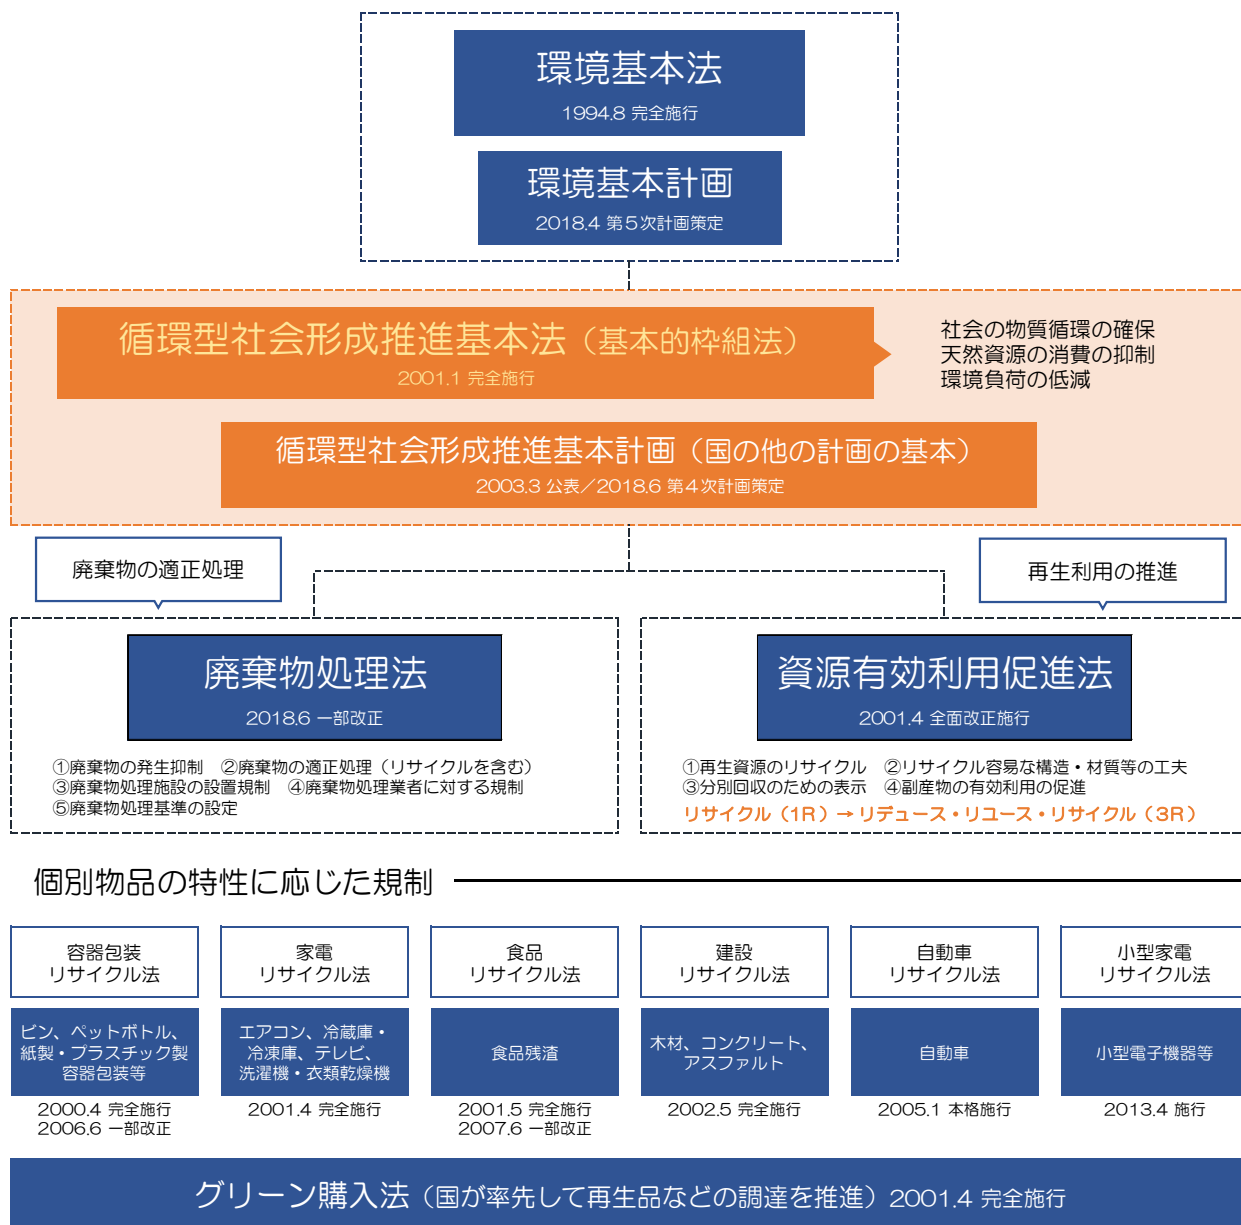 環境基本法
1994.8 完全施行
環境基本計画
2018.4 第５次計画策定
循環型社会形成推進基本法（基本的枠組法）
2001.1 完全施行
社会の物質循環の確保
天然資源の消費の抑制
環境負荷の低減
循環型社会形成推進基本計画（国の他の計画の基本）
2003.3 公表／2018.6 第４次計画策定
廃棄物の適正処理
再生利用の推進
廃棄物処理法
2018.6 一部改正
①廃棄物の発生抑制　②廃棄物の適正処理（リサイクルを含む）
③廃棄物処理施設の設置規制　④廃棄物処理業者に対する規制
⑤廃棄物処理基準の設定
資源有効利用促進法
2001.4 全面改正施行
①再生資源のリサイクル　②リサイクル容易な構造・材質等の工夫
③分別回収のための表示　④副産物の有効利用の促進
リサイクル（1R）→リデュース・リユース・リサイクル（3R）
個別物品の特性に応じた規制
容器包装
リサイクル法
ビン、ペットボトル、
紙製・プラスチック製
容器包装等
2000.4 完全施行
2006.6 一部改正
家電
リサイクル法
エアコン、冷蔵庫・
冷凍庫、テレビ、
洗濯機・衣類乾燥機
2001.4 完全施行
食品
リサイクル法
食品残渣
2001.5 完全施行
2007.6 一部改正
建設
リサイクル法
木材、コンクリート、
アスファルト
2002.5 完全施行
自動車
リサイクル法
自動車
2005.1 本格施行
小型家電
リサイクル法
小型電子機器等
2013.4 施行
グリーン購入法（国が率先して再生品などの調達を推進）2001.4 完全施行